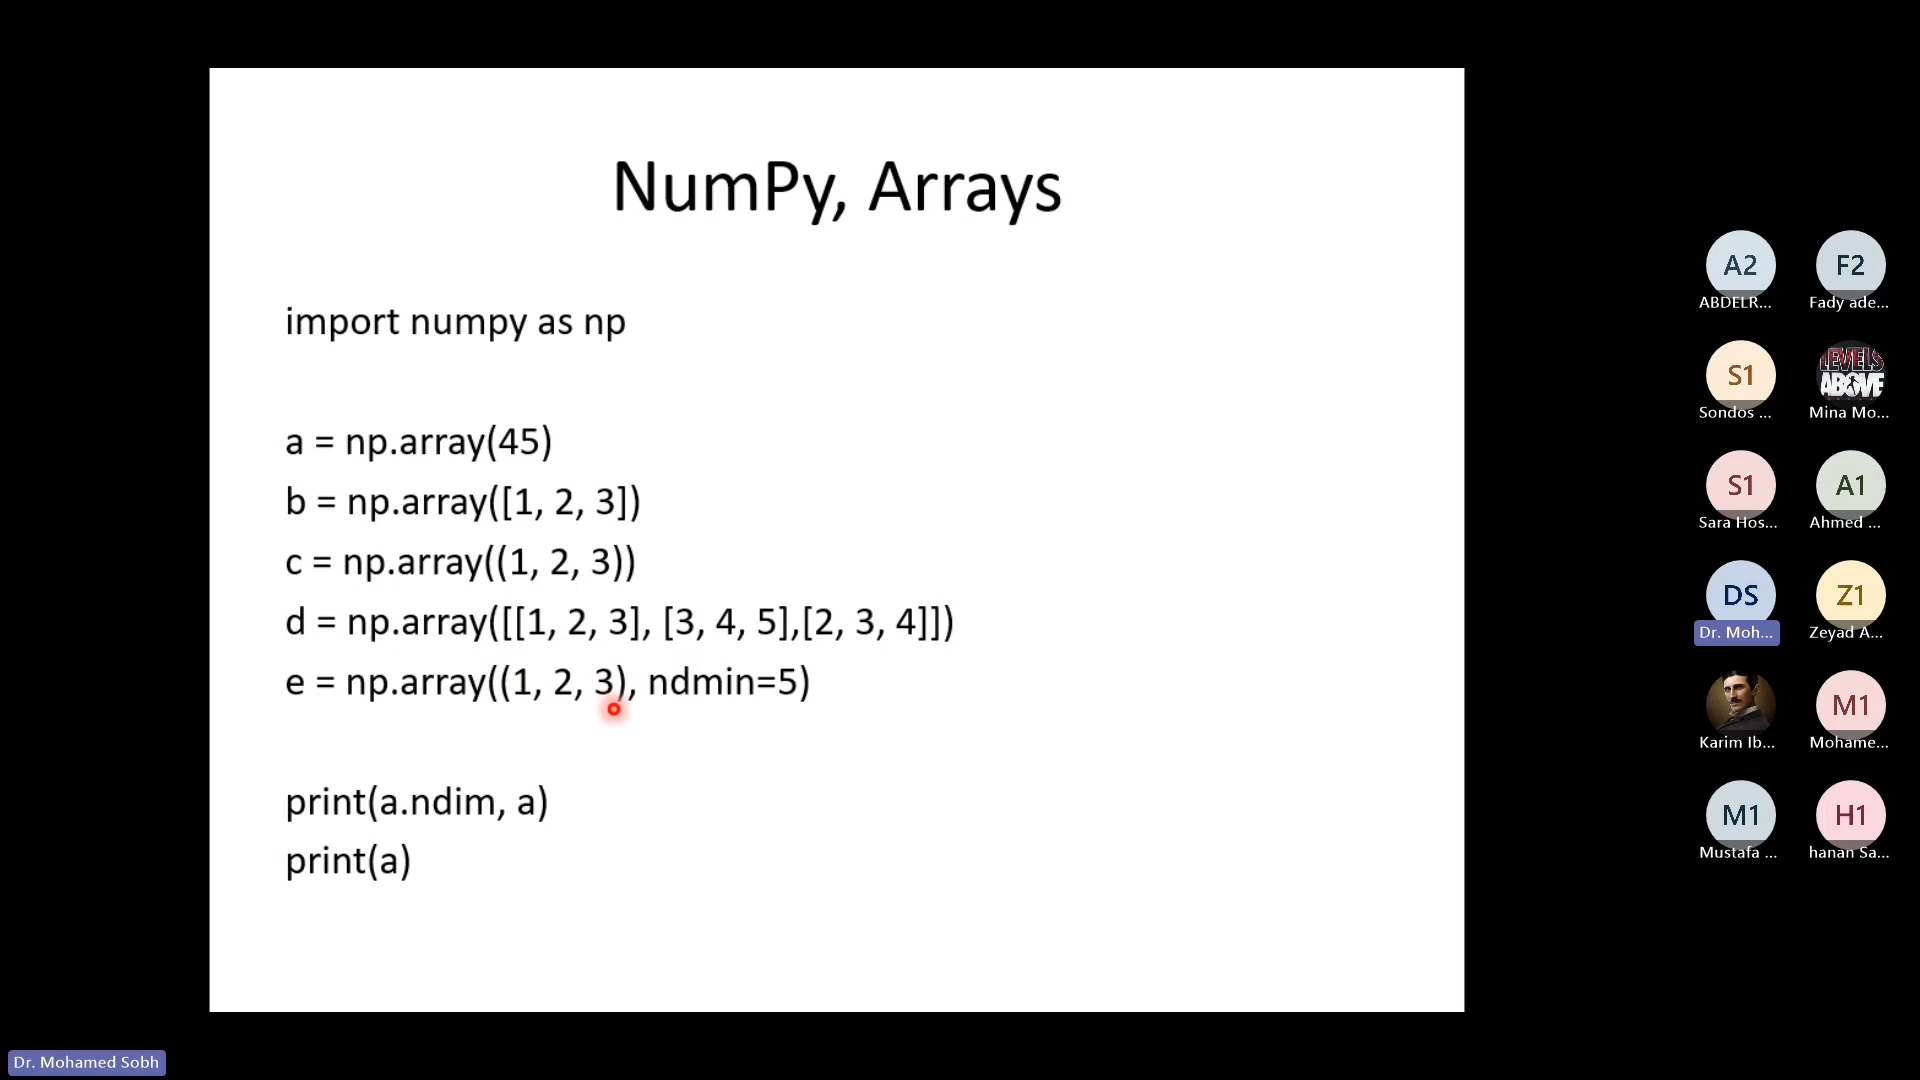 NumPy, Arrays
import numpy as np
a = np.array(45)
b = np.array([1, 2, 3])
c = np.array((1, 2, 3))
d = np.array([[1, 2, 3], [3, 4, 5],[2, 3, 4]])
e = np.array((1, 2, 3), ndmin=5)
print(a.ndim, a)
print(a)
A2
F2
ABDELR...
Fady ade...
S1
LEVELS
ABOVE
Sondos ...
Mina Mo...
S1
A1
Sara Hos...
Ahmed ...
DS
Z1
Dr. Moh...
Zeyad A...
M1
Karim Ib...
Mohame...
M1
H1
Mustafa ...
hanan Sa...
Dr. Mohamed Sobh